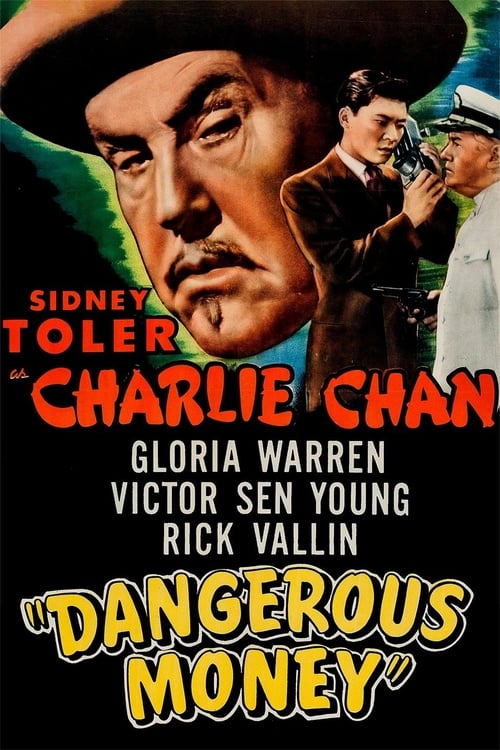 SIDNEY
TOLER
as
CHARLIE CHAN
GLORIA WARREN
VICTOR SEN YOUNG
RICK VALLIN
"DANGEROUS
MONEY"